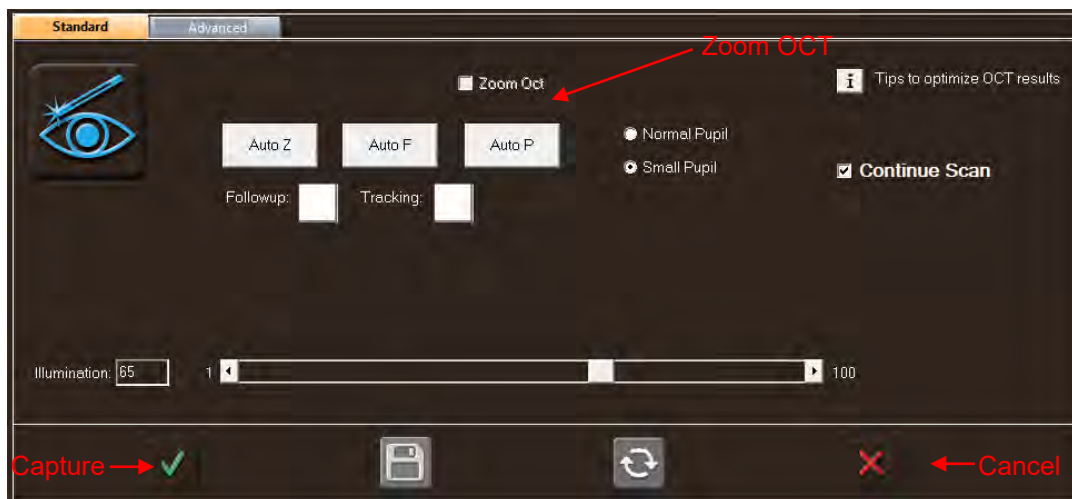 Standard
Advanced
Zoom OCT
Zoom Oct
i Tips to optimize OCT results
Auto Z
Auto F
Auto P
Normal Pupil
Small Pupil
Continue Scan
Followup:
Tracking:
Illumination: 65
1
100
Capture
Cancel